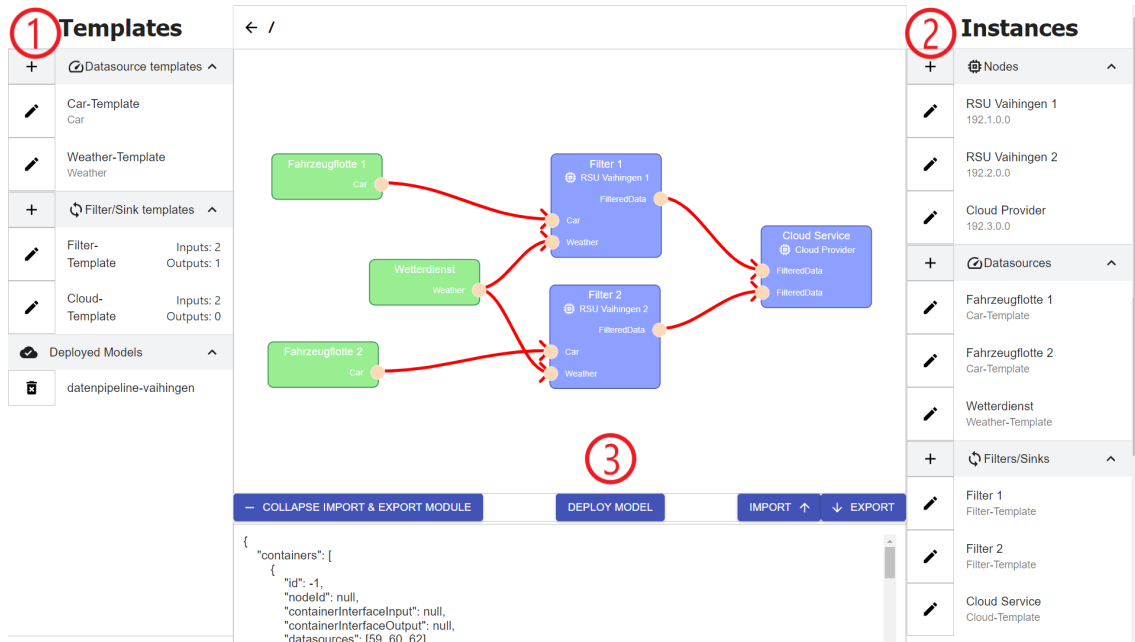 1
Templates
+
Datasource templates
Car-Template
Car
Weather-Template
Weather
+
Filter/Sink templates
Filter-
Template
Inputs: 2
Outputs: 1
Cloud-
Template
Inputs: 2
Outputs: 0
Deployed Models
datenpipeline-vaihingen
← /
Fahrzeugflotte 1
Car
Wetterdienst
Weather
Fahrzeugflotte 2
Car
Filter 1
RSU Vaihingen 1
FilteredData
Car
Weather
Filter 2
RSU Vaihingen 2
FilteredData
Car
Weather
Cloud Service
Cloud Provider
FilteredData
FilteredData
3
− COLLAPSE IMPORT & EXPORT MODULE
DEPLOY MODEL
IMPORT ↑
↓ EXPORT
{
"containers": [
{
"id": -1,
"nodeId": null,
"containerInterfaceInput": null,
"containerInterfaceOutput": null,
"datasources": [59, 60, 62],
2
Instances
+
Nodes
RSU Vaihingen 1
192.1.0.0
RSU Vaihingen 2
192.2.0.0
Cloud Provider
192.3.0.0
+
Datasources
Fahrzeugflotte 1
Car-Template
Fahrzeugflotte 2
Car-Template
Wetterdienst
Weather-Template
+
Filters/Sinks
Filter 1
Filter-Template
Filter 2
Filter-Template
Cloud Service
Cloud-Template